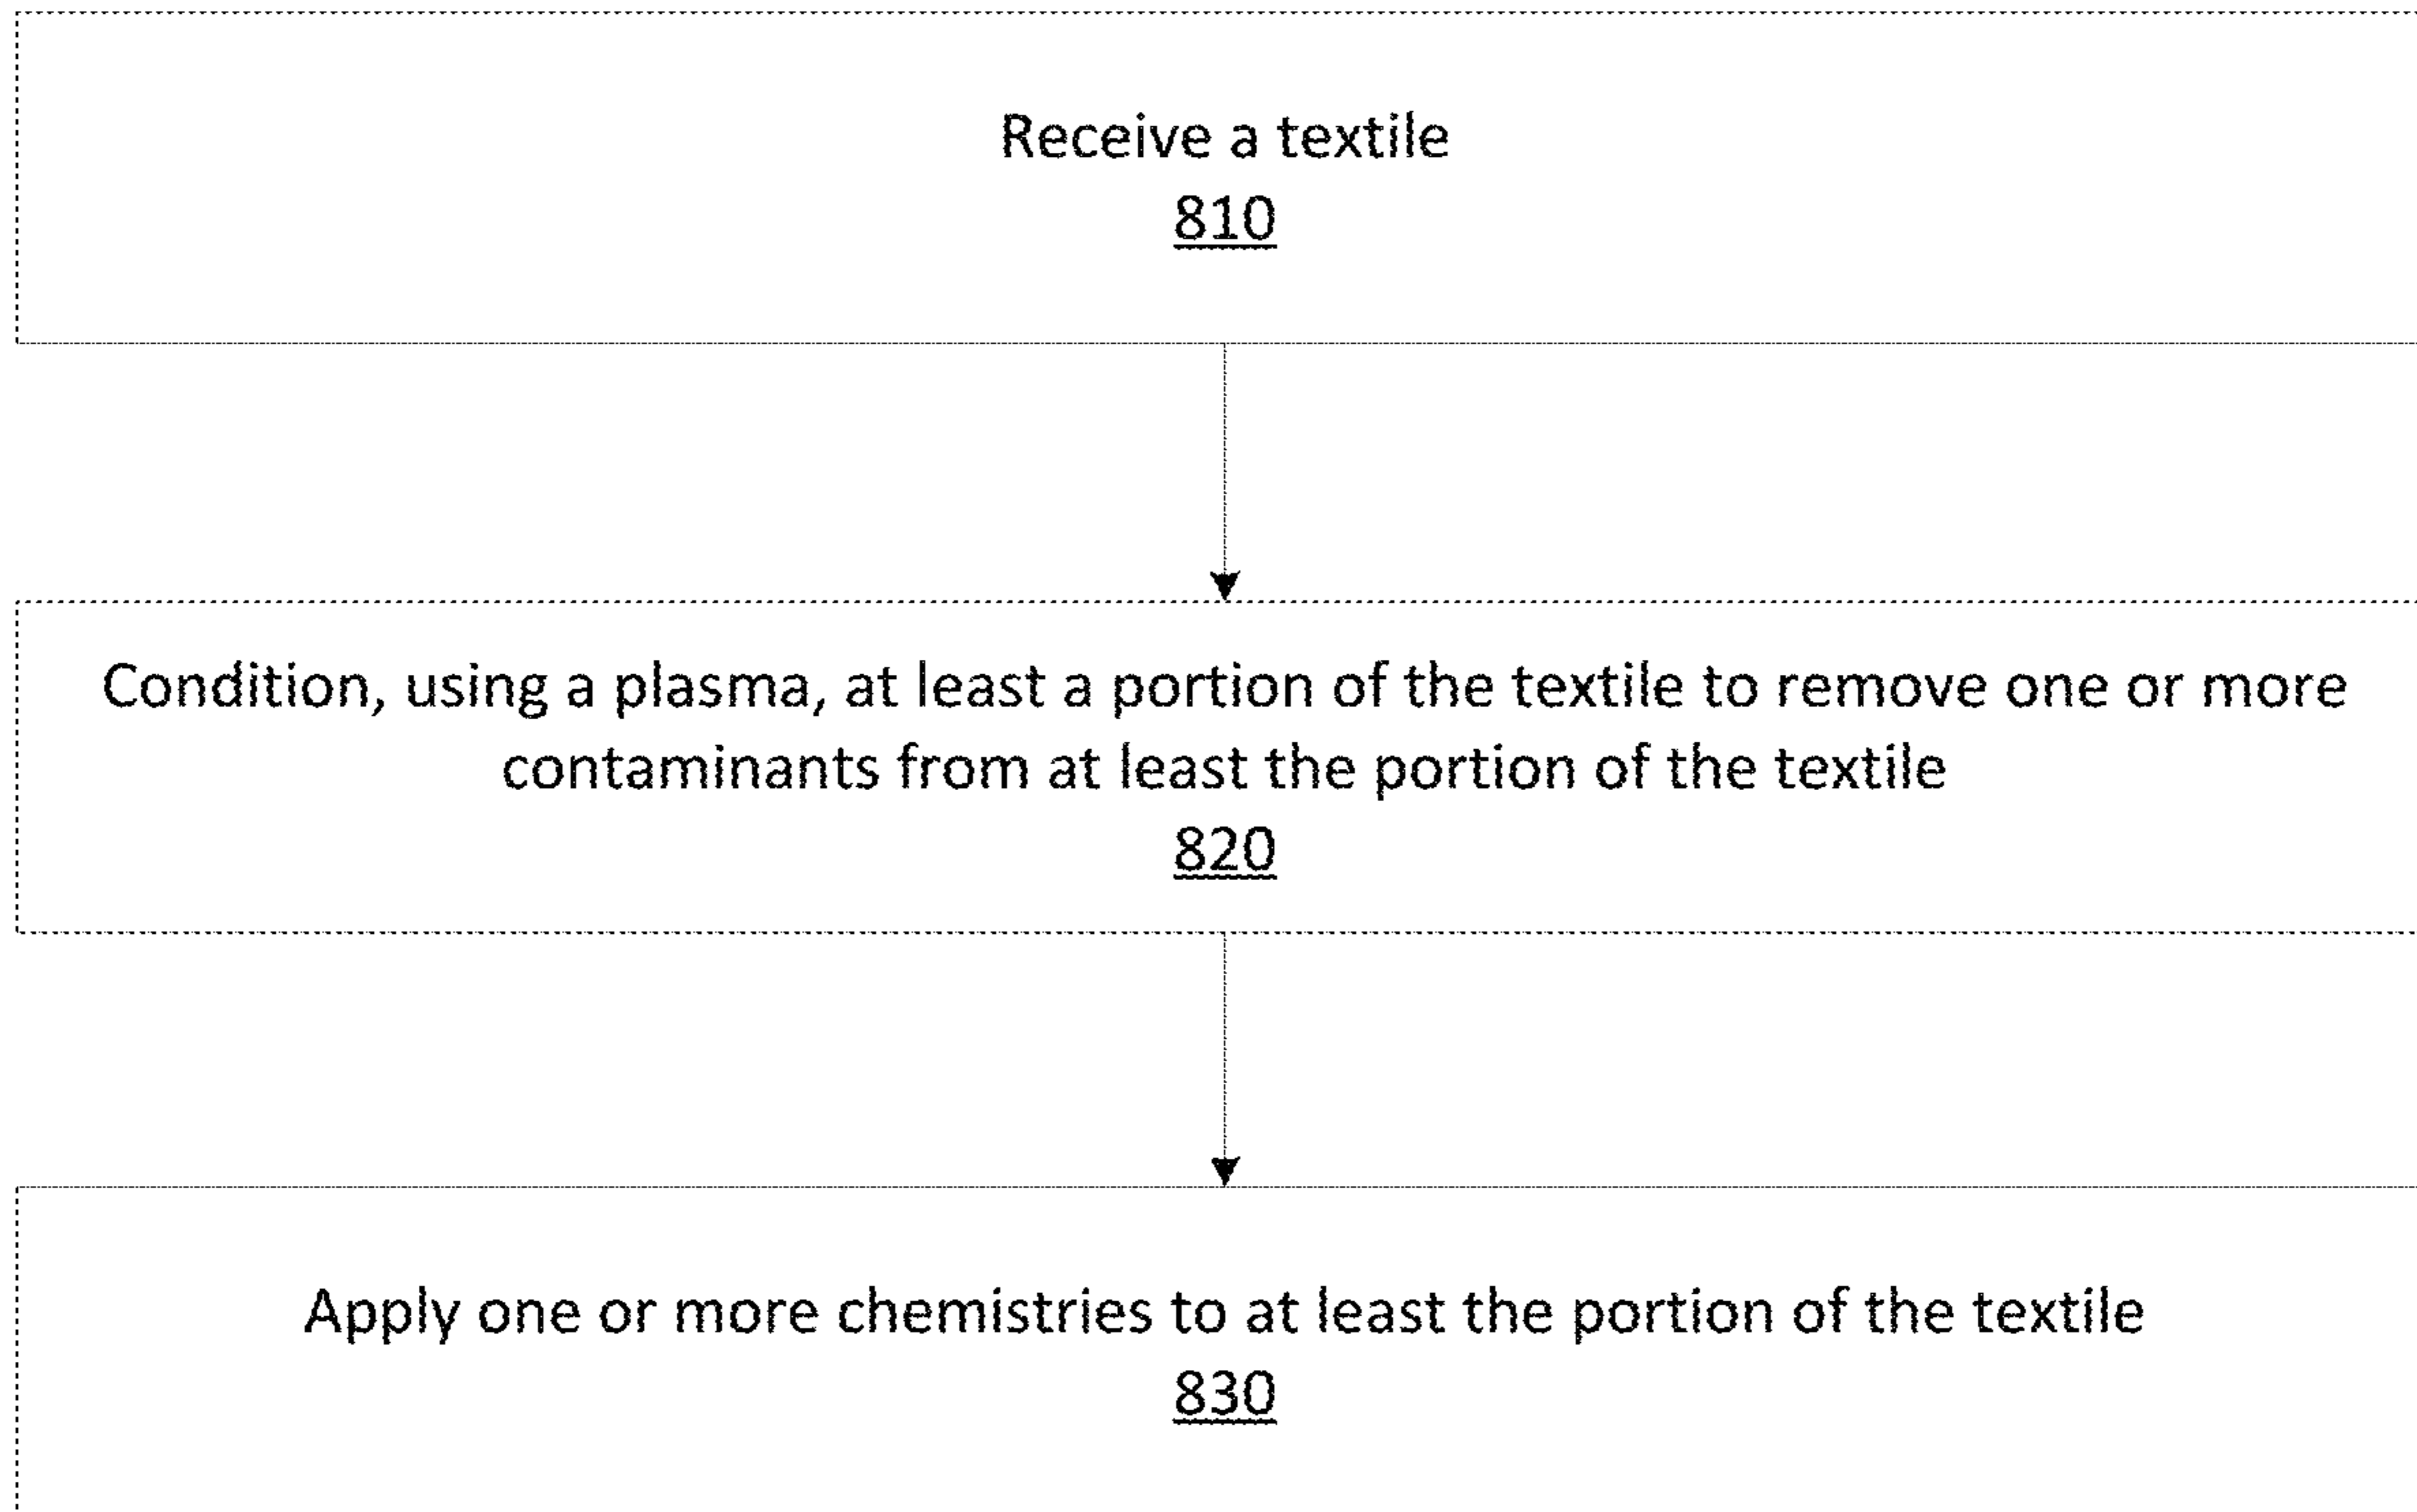 Receive a textile
810
Condition, using a plasma, at least a portion of the textile to remove one or more
contaminants from at least the portion of the textile
820
Apply one or more chemistries to at least the portion of the textile
830